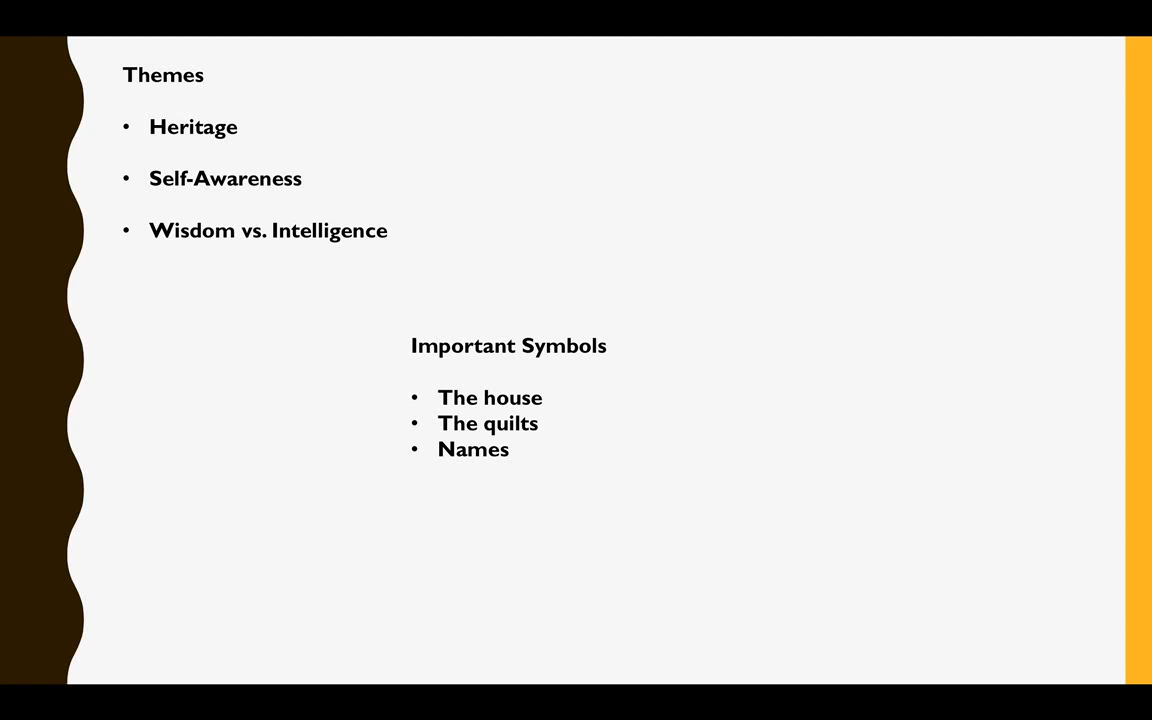 Themes
• Heritage
• Self-Awareness
• Wisdom vs. Intelligence
Important Symbols
• The house
• The quilts
• Names